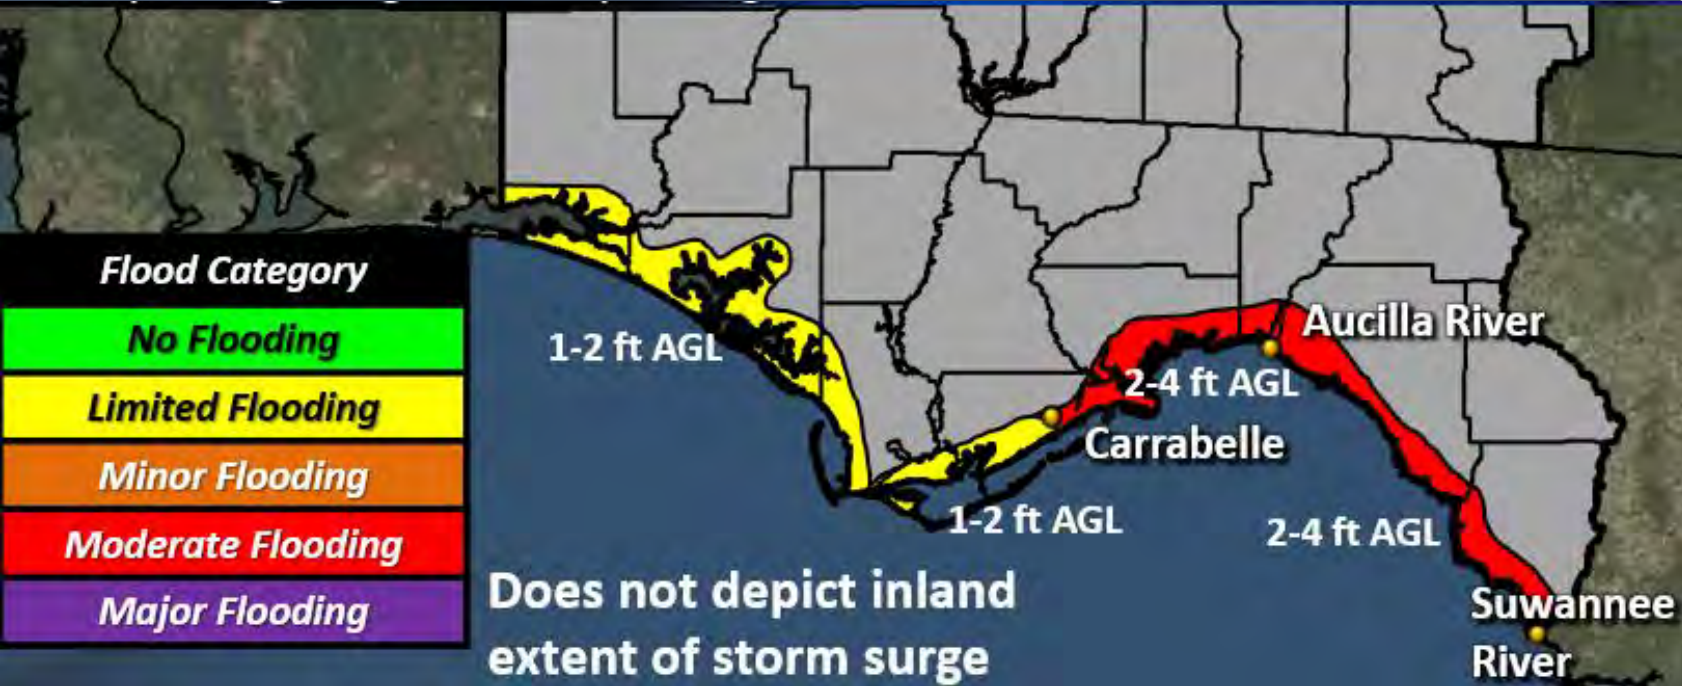 Flood Category
No Flooding
Limited Flooding
Minor Flooding
Moderate Flooding
Major Flooding
1-2 ft AGL
Aucilla River
2-4 ft AGL
Carrabelle
1-2 ft AGL
2-4 ft AGL
Suwannee
River
Does not depict inland
extent of storm surge